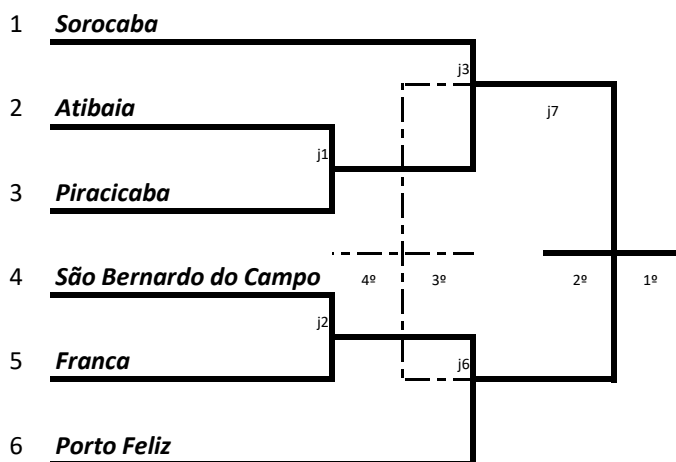 1 Sorocaba
j3
2 Atibaia
j7
j1
3 Piracicaba
4 São Bernardo do Campo
4º 3º 2º 1º
j2
5 Franca
j6
6 Porto Feliz